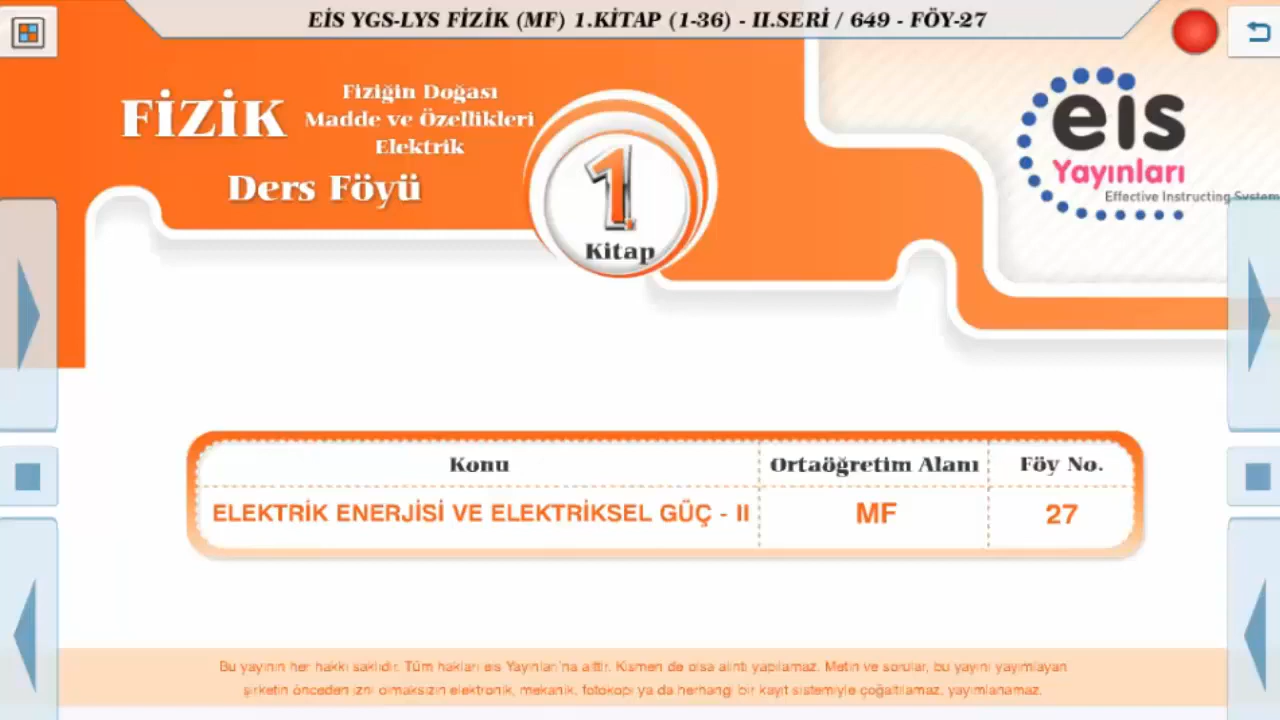 EİS YGS-LYS FİZİK (MF) 1.KİTAP (1-36) - II.SERİ / 649 - FÖY-27
FİZİK
Fiziğin Doğası
Madde ve Özellikleri
Elektrik
Ders Föyü
1.
Kitap
eis
Yayınları
Effective Instructing System
Konu
Ortaöğretim Alanı
Föy No.
ELEKTRİK ENERJİSİ VE ELEKTRİKSEL GÜÇ - II
MF
27
Bu yayının her hakkı saklıdır. Tüm hakları eis Yayınları'na aittir. Kısmen de olsa alıntı yapılamaz. Metin ve sorular, bu yayını yayımlayan
şirketin önceden izni olmaksızın elektronik, mekanik, fotokopi ya da herhangi bir kayıt sistemiyle çoğaltılamaz, yayımlanamaz.